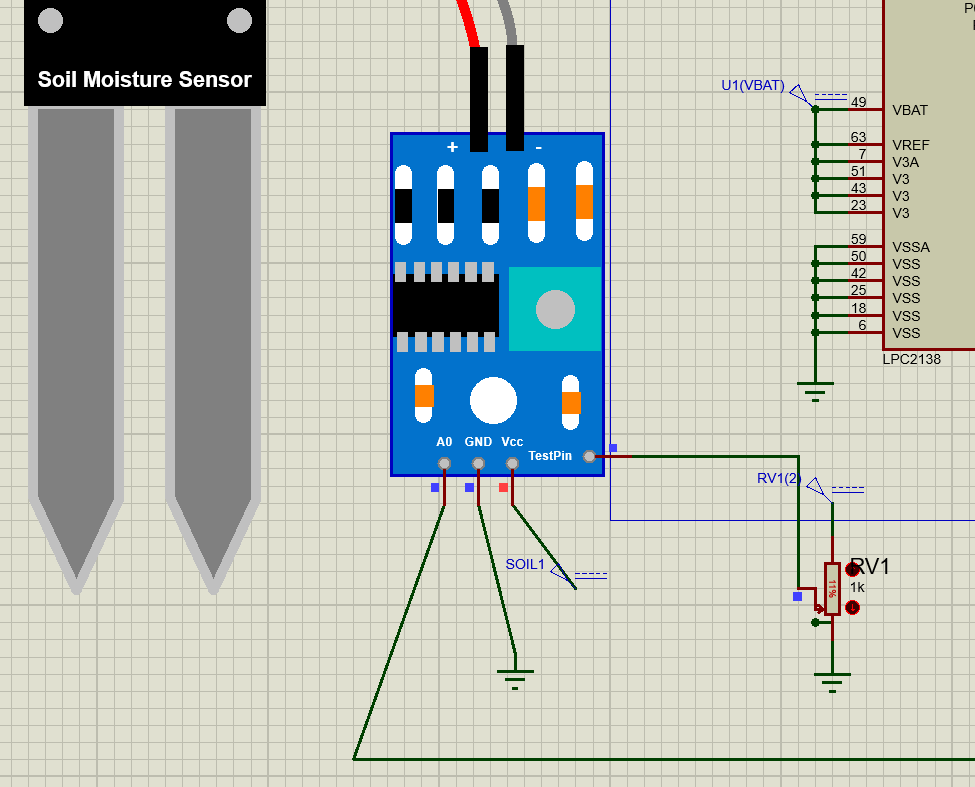 Soil Moisture Sensor
+ -
A0 GND Vcc
TestPin
SOIL1
U1(VBAT)
49 VBAT
63 VREF
7 V3A
51 V3
43 V3
23 V3
59 VSSA
50 VSS
42 VSS
25 VSS
18 VSS
6 VSS
LPC2138
RV1(2)
RV1
1k
11%